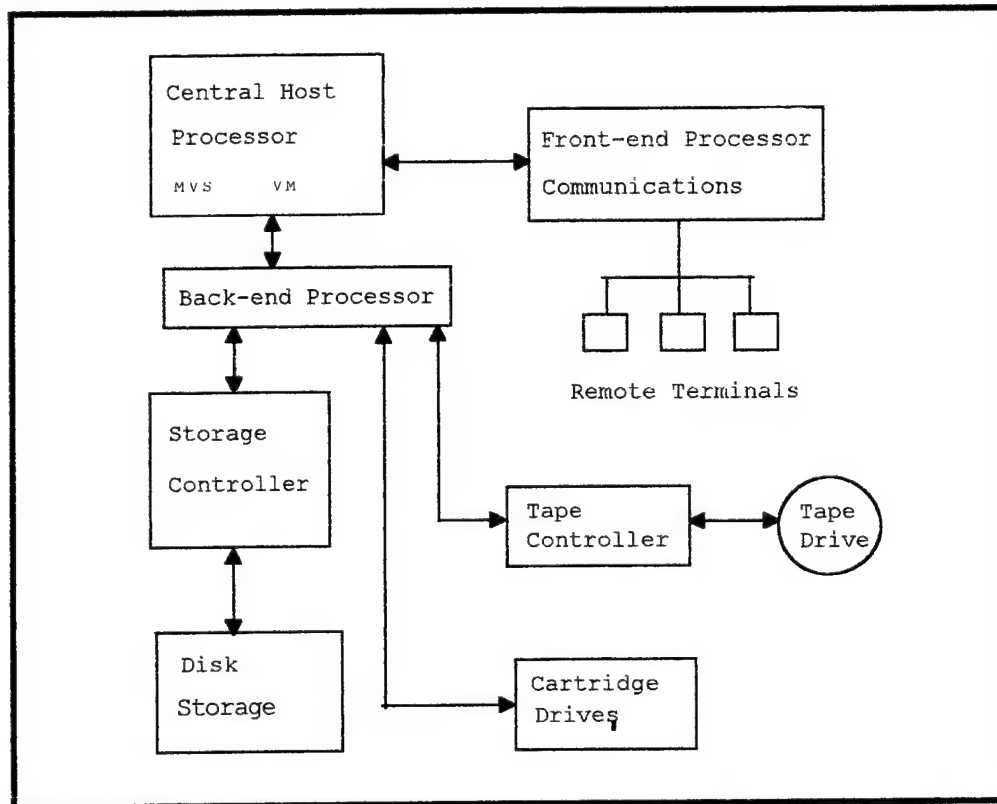 Central Host
Processor
MVS VM
Front-end Processor
Communications
Back-end Processor
Remote Terminals
Storage
Controller
Tape
Controller
Tape
Drive
Disk
Storage
Cartridge
Drives